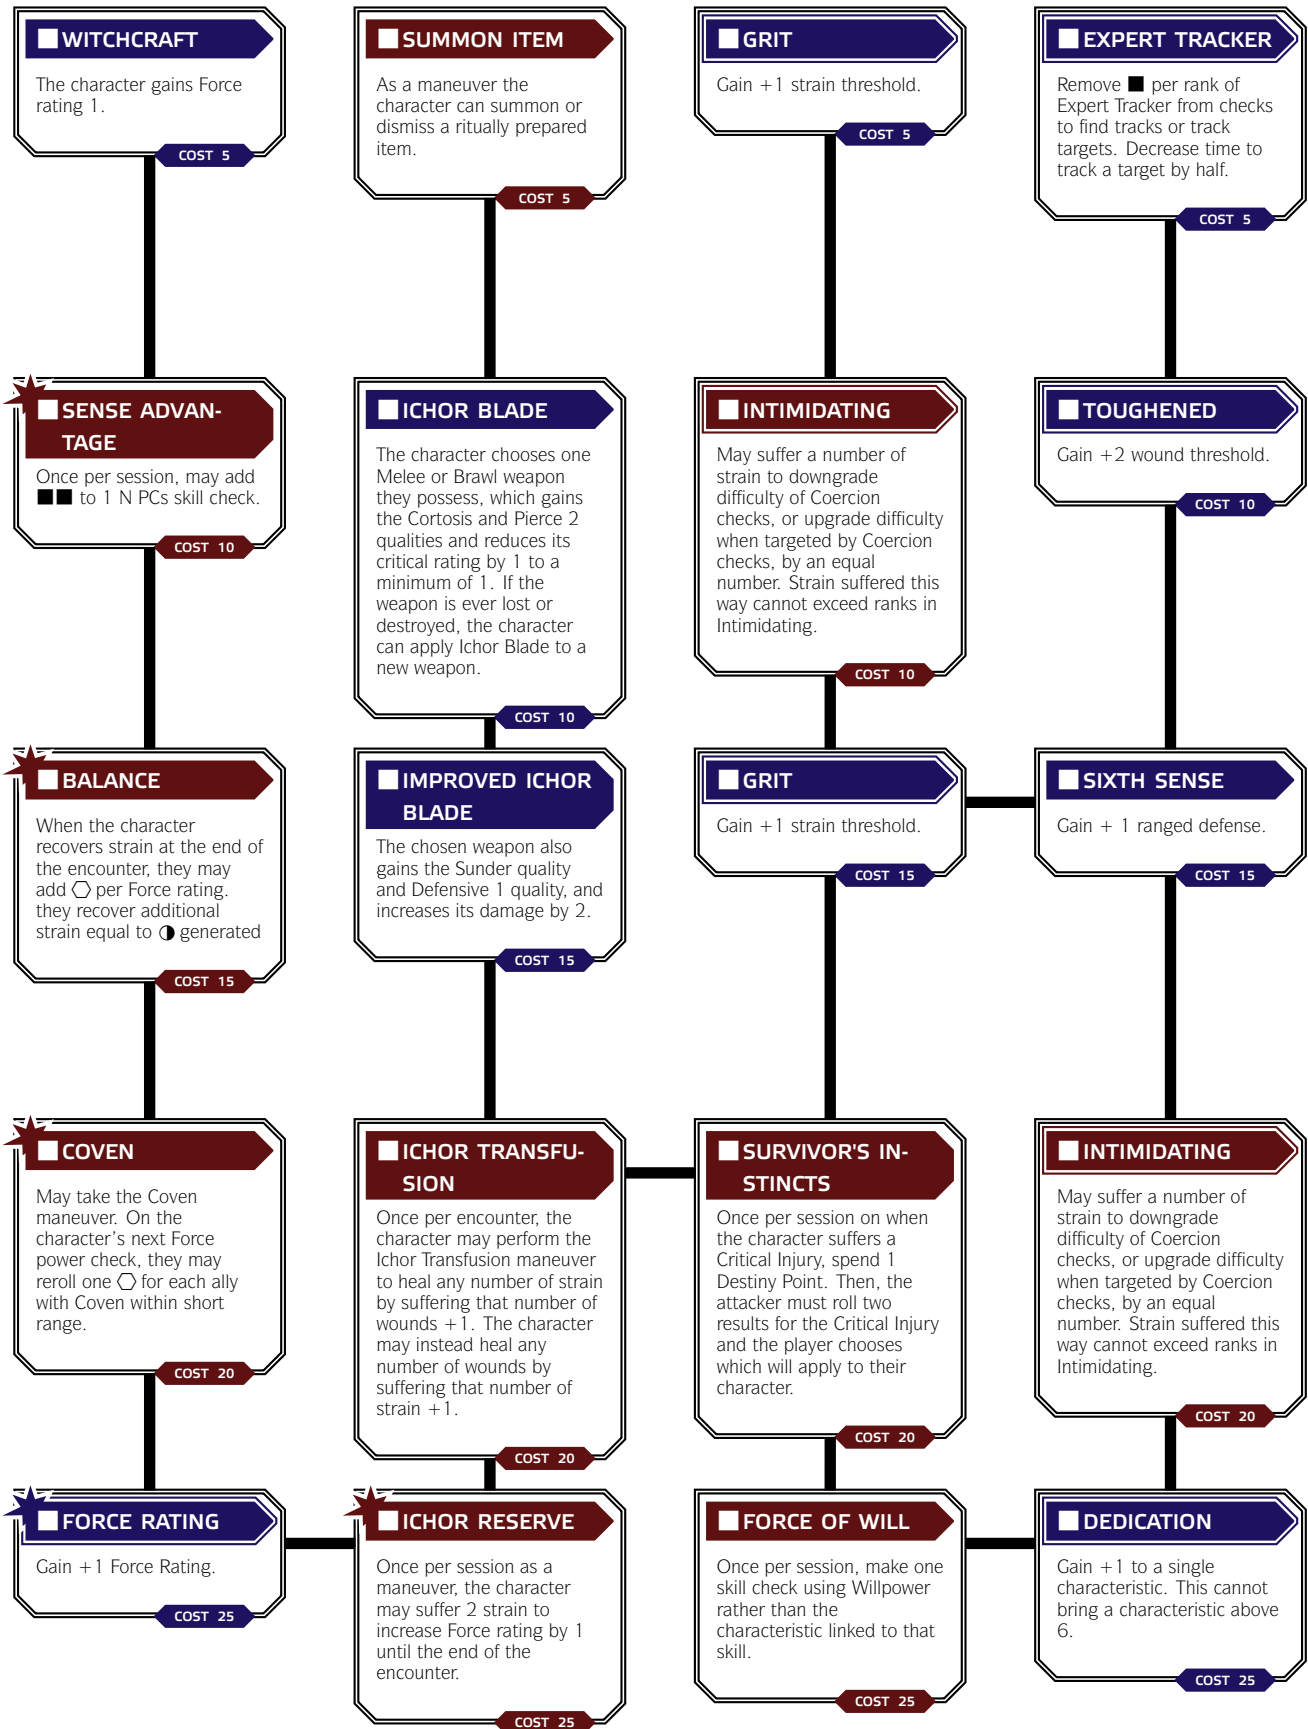 WITCHCRAFT
The character gains Force
rating 1.
COST 5
SUMMON ITEM
As a maneuver the
character can summon or
dismiss a ritually prepared
item.
COST 5
GRIT
Gain +1 strain threshold.
COST 5
EXPERT TRACKER
Remove ■ per rank of
Expert Tracker from checks
to find tracks or track
targets. Decrease time to
track a target by half.
COST 5
SENSE ADVAN-
TAGE
Once per session, may add
■■ to 1 N PCs skill check.
COST 10
ICHOR BLADE
The character chooses one
Melee or Brawl weapon
they possess, which gains
the Cortosis and Pierce 2
qualities and reduces its
critical rating by 1 to a
minimum of 1. If the
weapon is ever lost or
destroyed, the character
can apply Ichor Blade to a
new weapon.
COST 10
INTIMIDATING
May suffer a number of
strain to downgrade
difficulty of Coercion
checks, or upgrade difficulty
when targeted by Coercion
checks, by an equal
number. Strain suffered this
way cannot exceed ranks in
Intimidating.
COST 10
TOUGHENED
Gain +2 wound threshold.
COST 10
BALANCE
When the character
recovers strain at the end of
the encounter, they may
add ⬡ per Force rating.
they recover additional
strain equal to ◑ generated
COST 15
IMPROVED ICHOR
BLADE
The chosen weapon also
gains the Sunder quality
and Defensive 1 quality, and
increases its damage by 2.
COST 15
GRIT
Gain +1 strain threshold.
COST 15
SIXTH SENSE
Gain + 1 ranged defense.
COST 15
COVEN
May take the Coven
maneuver. On the
character's next Force
power check, they may
reroll one ⬡ for each ally
with Coven within short
range.
COST 20
ICHOR TRANSFU-
SION
Once per encounter, the
character may perform the
Ichor Transfusion maneuver
to heal any number of strain
by suffering that number of
wounds +1. The character
may instead heal any
number of wounds by
suffering that number of
strain +1.
COST 20
SURVIVOR'S IN-
STINCTS
Once per session on when
the character suffers a
Critical Injury, spend 1
Destiny Point. Then, the
attacker must roll two
results for the Critical Injury
and the player chooses
which will apply to their
character.
COST 20
INTIMIDATING
May suffer a number of
strain to downgrade
difficulty of Coercion
checks, or upgrade difficulty
when targeted by Coercion
checks, by an equal
number. Strain suffered this
way cannot exceed ranks in
Intimidating.
COST 20
FORCE RATING
Gain +1 Force Rating.
COST 25
ICHOR RESERVE
Once per session as a
maneuver, the character
may suffer 2 strain to
increase Force rating by 1
until the end of the
encounter.
COST 25
FORCE OF WILL
Once per session, make one
skill check using Willpower
rather than the
characteristic linked to that
skill.
COST 25
DEDICATION
Gain +1 to a single
characteristic. This cannot
bring a characteristic above
6.
COST 25